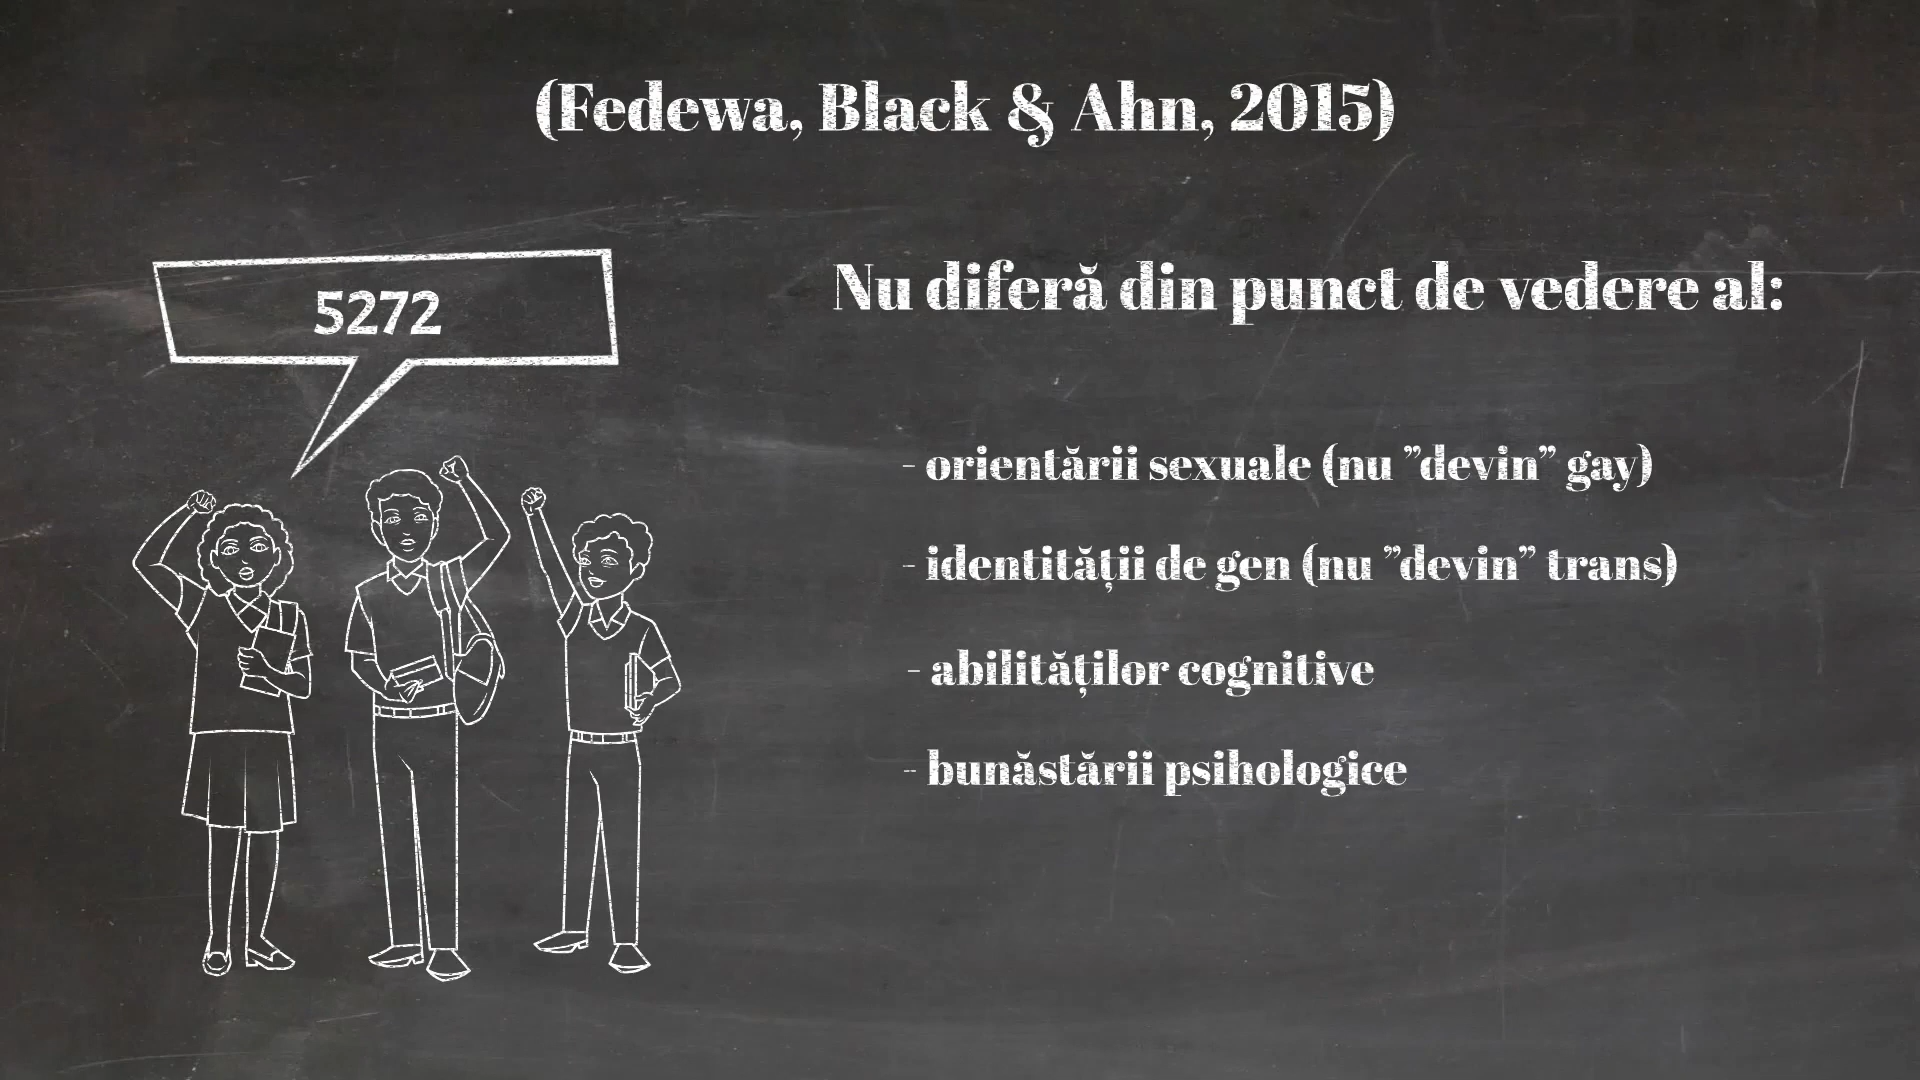 (Fedewa, Black & Ahn, 2015)
5272
Nu diferă din punct de vedere al:
- orientării sexuale (nu ”devin” gay)
- identității de gen (nu ”devin” trans)
- abilităților cognitive
- bunăstării psihologice